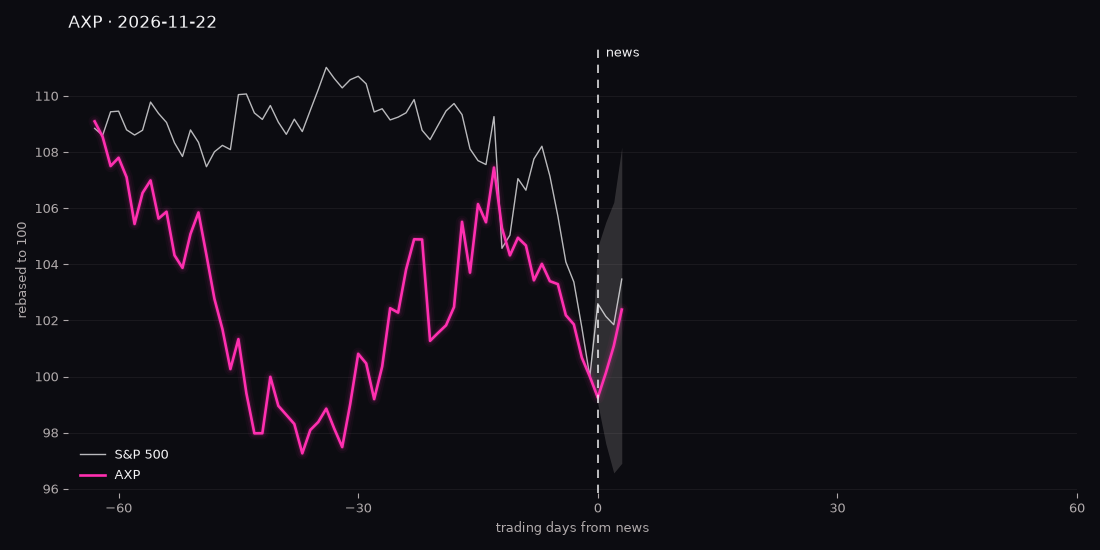 AXP · 2026-11-22
news
110
108
106
104
102
100
98
96
rebased to 100
S&P 500
AXP
−60
−30
0
30
60
trading days from news